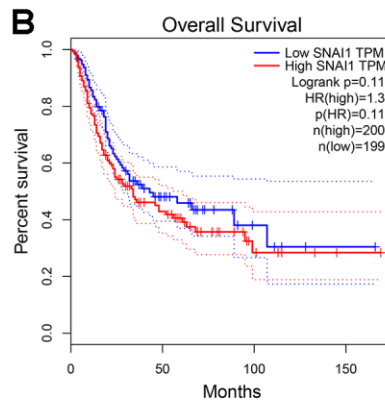 B
Overall Survival
Low SNAI1 TPM
High SNAI1 TPM
Logrank p=0.11
HR(high)=1.3
p(HR)=0.11
n(high)=200
n(low)=199
Percent survival
1.0
0.8
0.6
0.4
0.2
0.0
0 50 100 150
Months